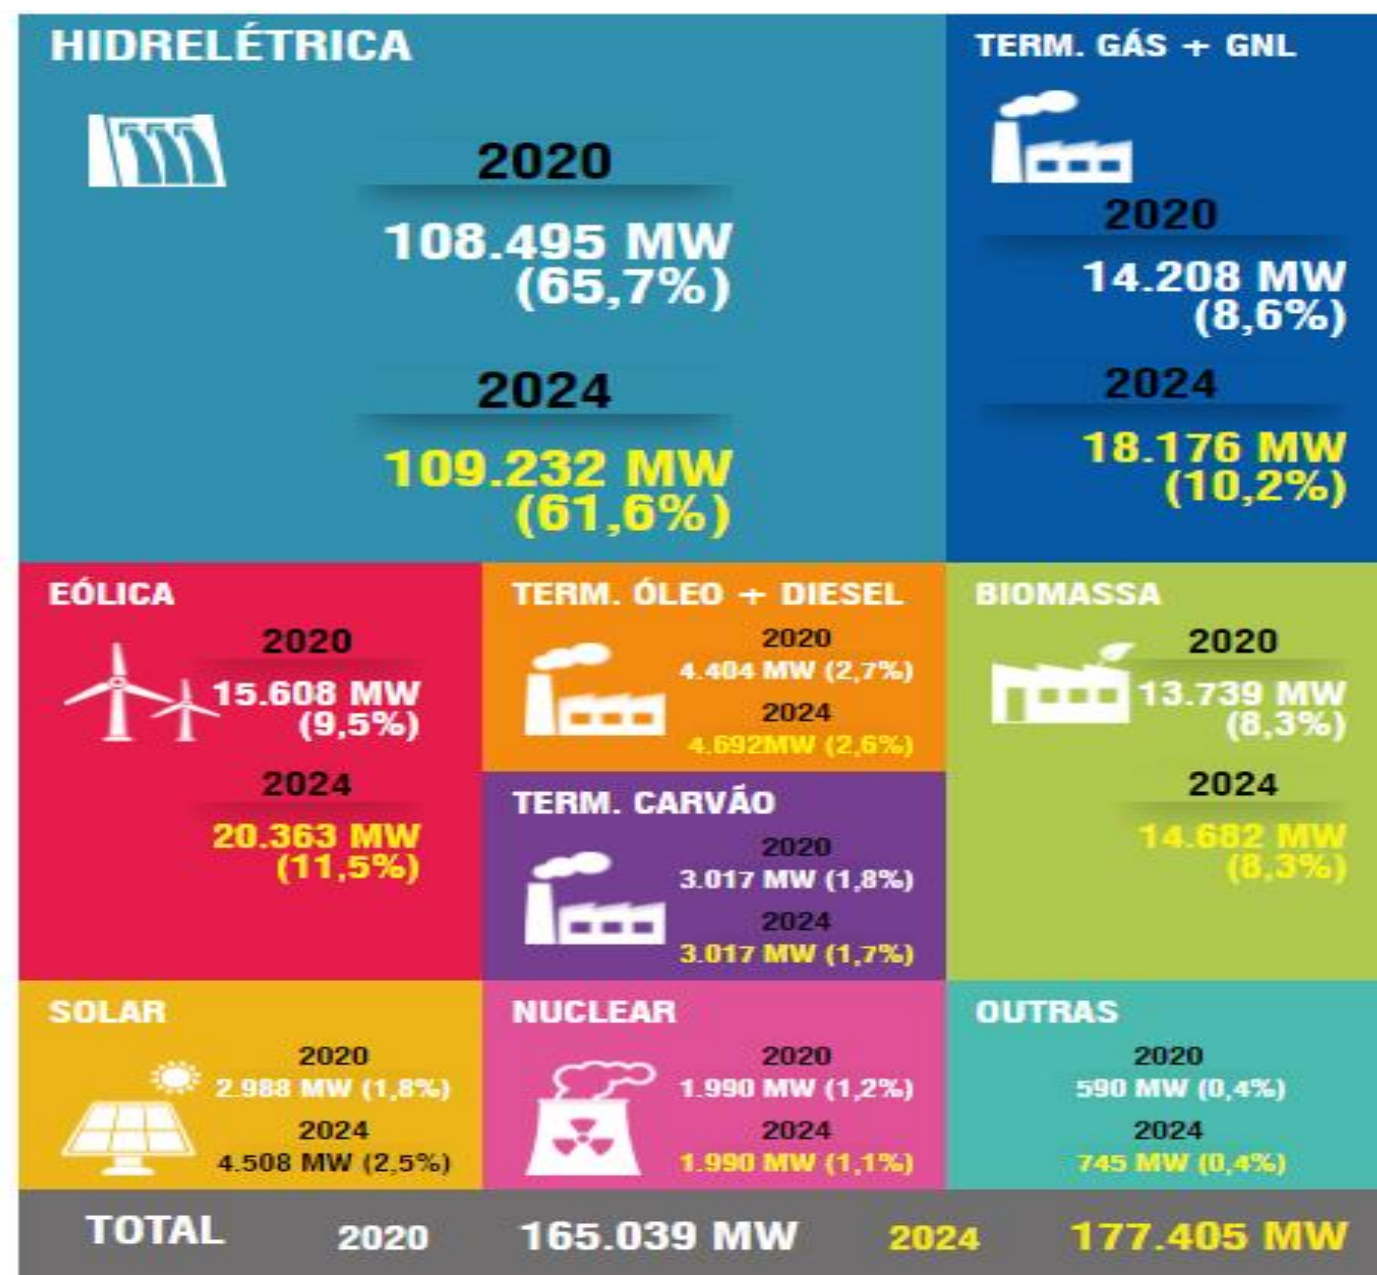 HIDRELÉTRICA
2020
108.495 MW
(65,7%)
2024
109.232 MW
(61,6%)
TERM. GÁS + GNL
2020
14.208 MW
(8,6%)
2024
18.176 MW
(10,2%)
EÓLICA
2020
15.608 MW
(9,5%)
2024
20.363 MW
(11,5%)
TERM. ÓLEO + DIESEL
2020
4.404 MW (2,7%)
2024
4.692MW (2,6%)
TERM. CARVÃO
2020
3.017 MW (1,8%)
2024
3.017 MW (1,7%)
BIOMASSA
2020
13.739 MW
(8,3%)
2024
14.682 MW
(8,3%)
SOLAR
2020
2.988 MW (1,8%)
2024
4.508 MW (2,5%)
NUCLEAR
2020
1.990 MW (1,2%)
2024
1.990 MW (1,1%)
OUTRAS
2020
590 MW (0,4%)
2024
745 MW (0,4%)
TOTAL 2020 165.039 MW 2024 177.405 MW